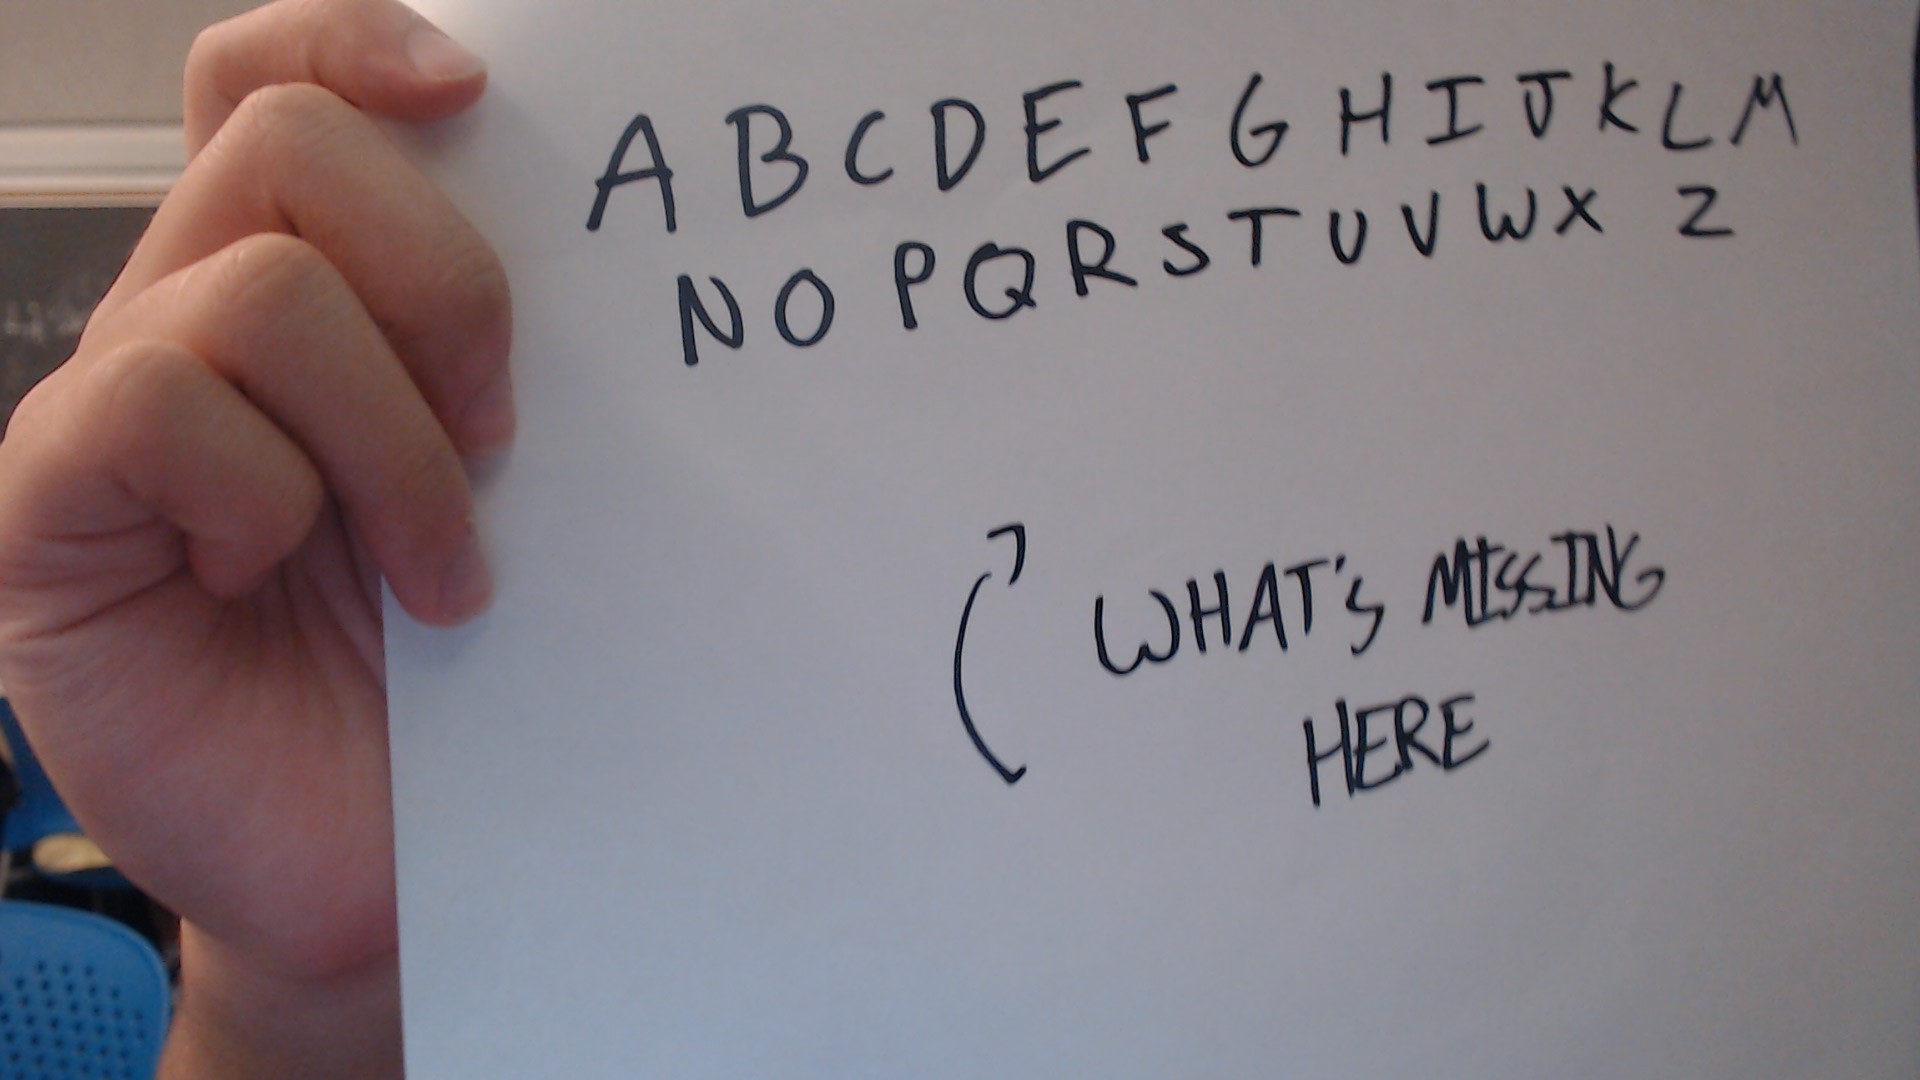 A B C D E F G H I J K L M
N O P Q R S T U V W X Z
WHAT'S MISSING
HERE